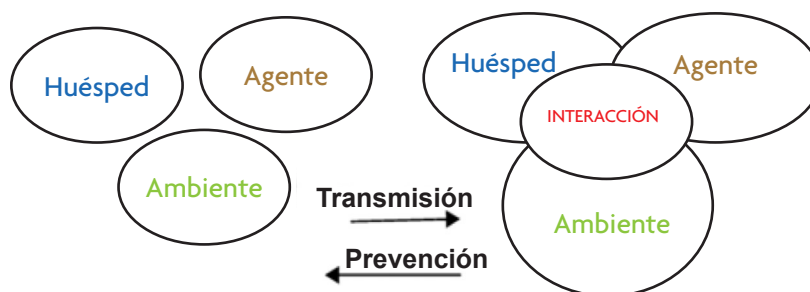 Huésped
Agente
Ambiente
Transmisión
Prevención
Huésped
Agente
INTERACCIÓN
Ambiente